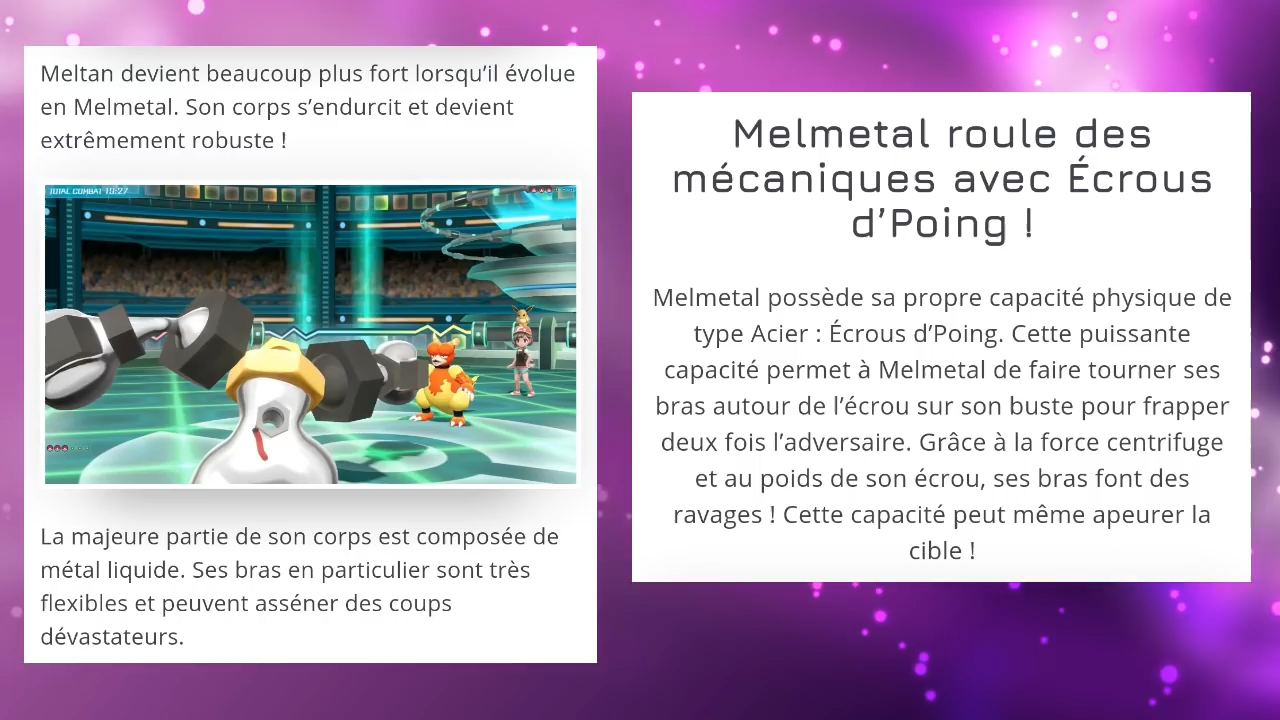 Meltan devient beaucoup plus fort lorsqu’il évolue
en Melmetal. Son corps s’endurcit et devient
extrêmement robuste !
TOTAL COMBAT 19:27
La majeure partie de son corps est composée de
métal liquide. Ses bras en particulier sont très
flexibles et peuvent asséner des coups
dévastateurs.
Melmetal roule des
mécaniques avec Écrous
d’Poing !
Melmetal possède sa propre capacité physique de
type Acier : Écrous d’Poing. Cette puissante
capacité permet à Melmetal de faire tourner ses
bras autour de l’écrou sur son buste pour frapper
deux fois l’adversaire. Grâce à la force centrifuge
et au poids de son écrou, ses bras font des
ravages ! Cette capacité peut même apeurer la
cible !